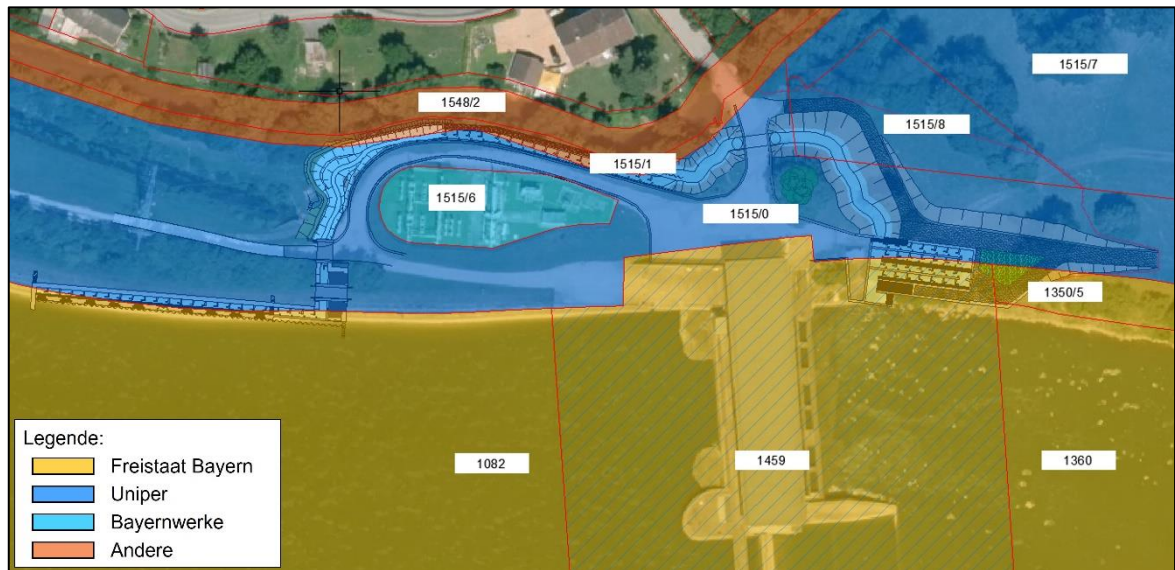 1515/7
1548/2
1515/8
1515/1
1515/6
1515/0
1350/5
Legende:
Freistaat Bayern
Uniper
Bayernwerke
Andere
1082
1459
1360